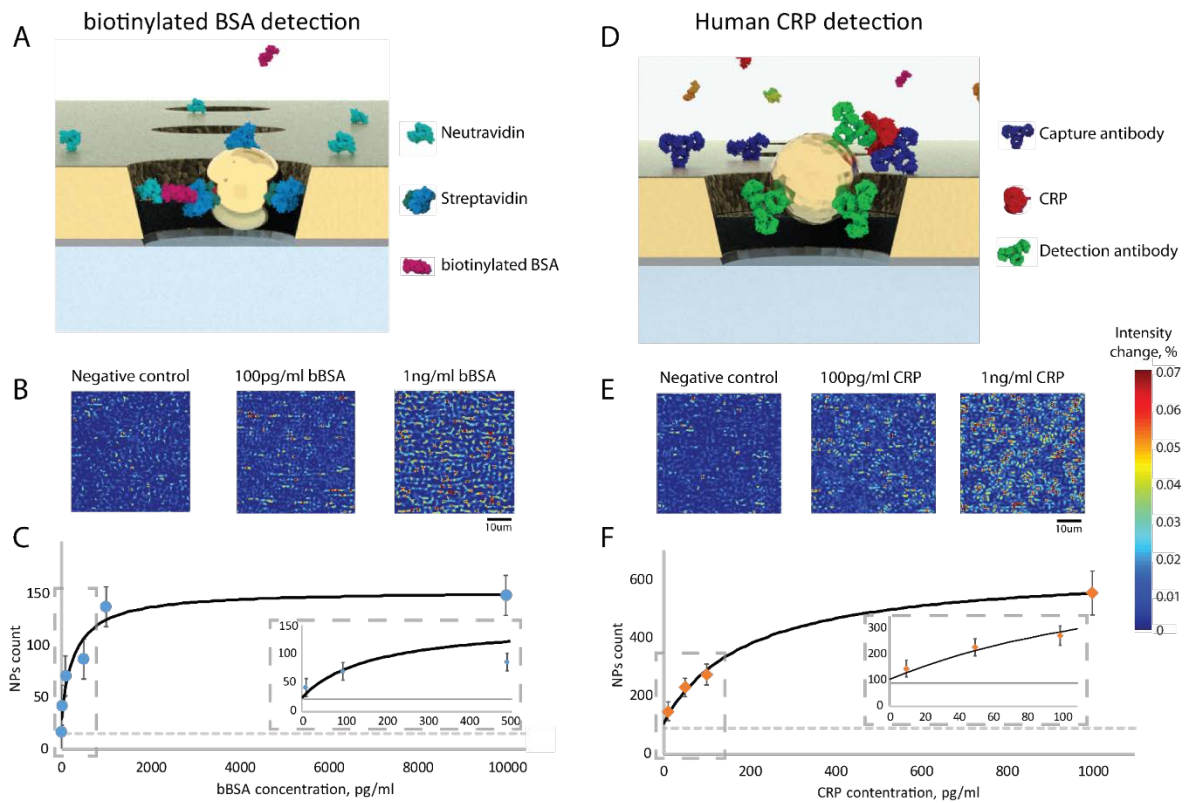 biotinylated BSA detection
A
Neutravidin
Streptavidin
biotinylated BSA
Human CRP detection
D
Capture antibody
CRP
Detection antibody
B
Negative control
100pg/ml bBSA
1ng/ml bBSA
10um
E
Negative control
100pg/ml CRP
1ng/ml CRP
10um
Intensity
change, %
0.07
0.06
0.05
0.04
0.03
0.02
0.01
0
C
NPs count
150
100
50
0
0 2000 4000 6000 8000 10000
bBSA concentration, pg/ml
150
100
50
0
0 100 200 300 400 500
F
NPs count
600
400
200
0
0 200 400 600 800 1000
CRP contentration, pg/ml
300
200
100
0
0 20 40 60 80 100